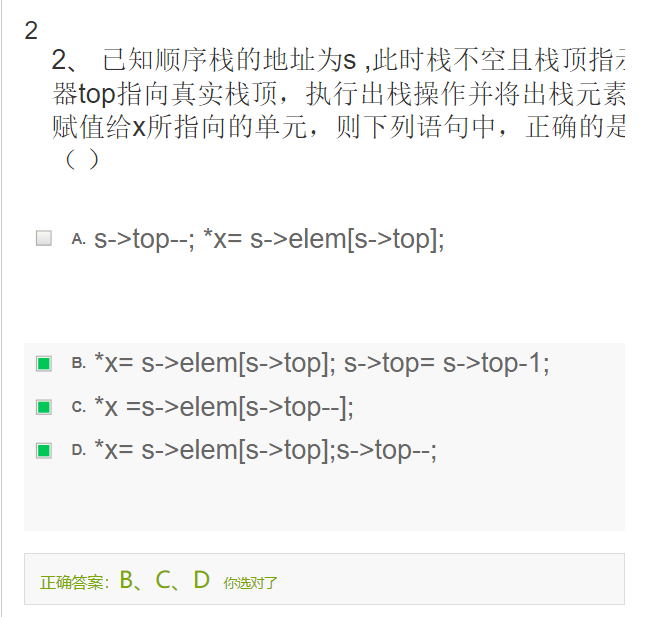 2
2、 已知顺序栈的地址为s ,此时栈不空且栈顶指示
器top指向真实栈顶，执行出栈操作并将出栈元素
赋值给x所指向的单元，则下列语句中，正确的是
（ ）
A. s->top--; *x= s->elem[s->top];
B. *x= s->elem[s->top]; s->top= s->top-1;
C. *x =s->elem[s->top--];
D. *x= s->elem[s->top];s->top--;
正确答案: B、C、D 你选对了